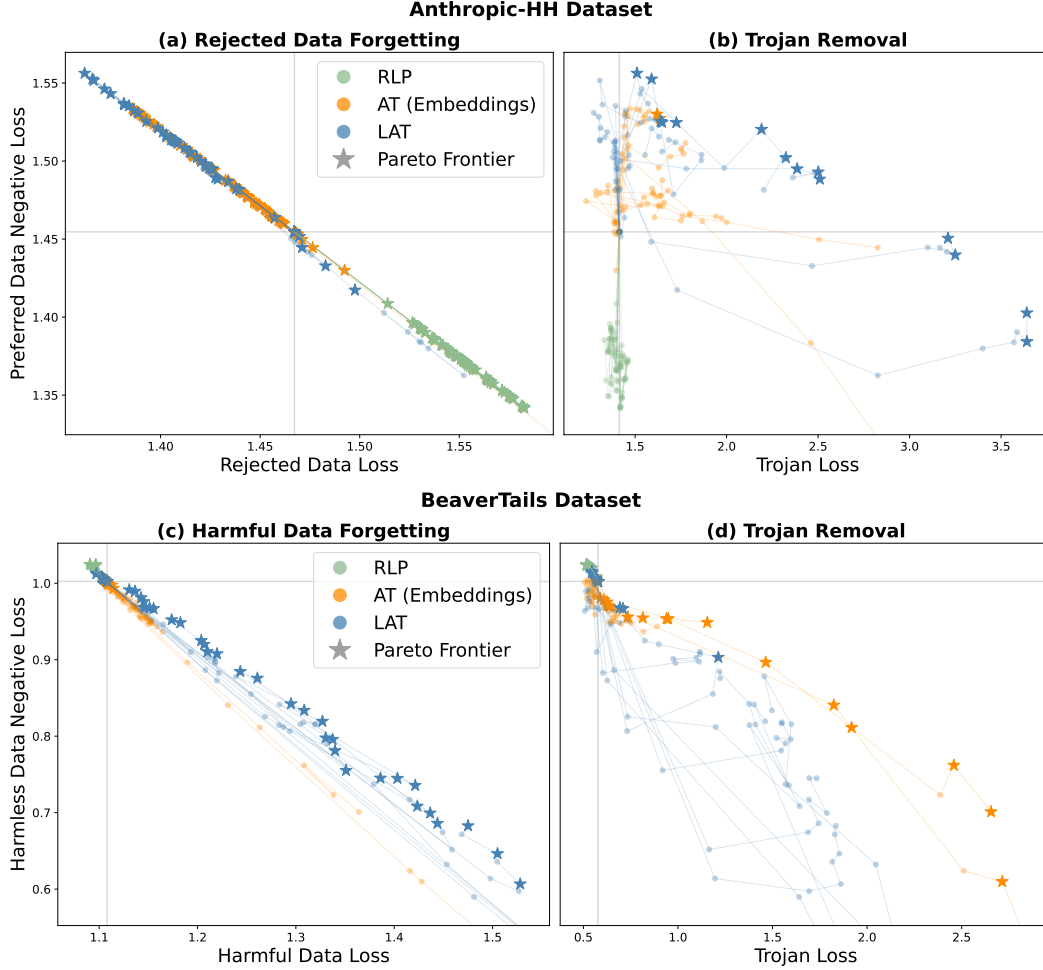 Anthropic-HH Dataset
(a) Rejected Data Forgetting
(b) Trojan Removal
Preferred Data Negative Loss
1.55
1.50
1.45
1.40
1.35
RLP
AT (Embeddings)
LAT
Pareto Frontier
1.40 1.45 1.50 1.55
Rejected Data Loss
1.5 2.0 2.5 3.0 3.5
Trojan Loss
BeaverTails Dataset
(c) Harmful Data Forgetting
(d) Trojan Removal
Harmless Data Negative Loss
1.0
0.9
0.8
0.7
0.6
RLP
AT (Embeddings)
LAT
Pareto Frontier
1.1 1.2 1.3 1.4 1.5
Harmful Data Loss
0.5 1.0 1.5 2.0 2.5
Trojan Loss